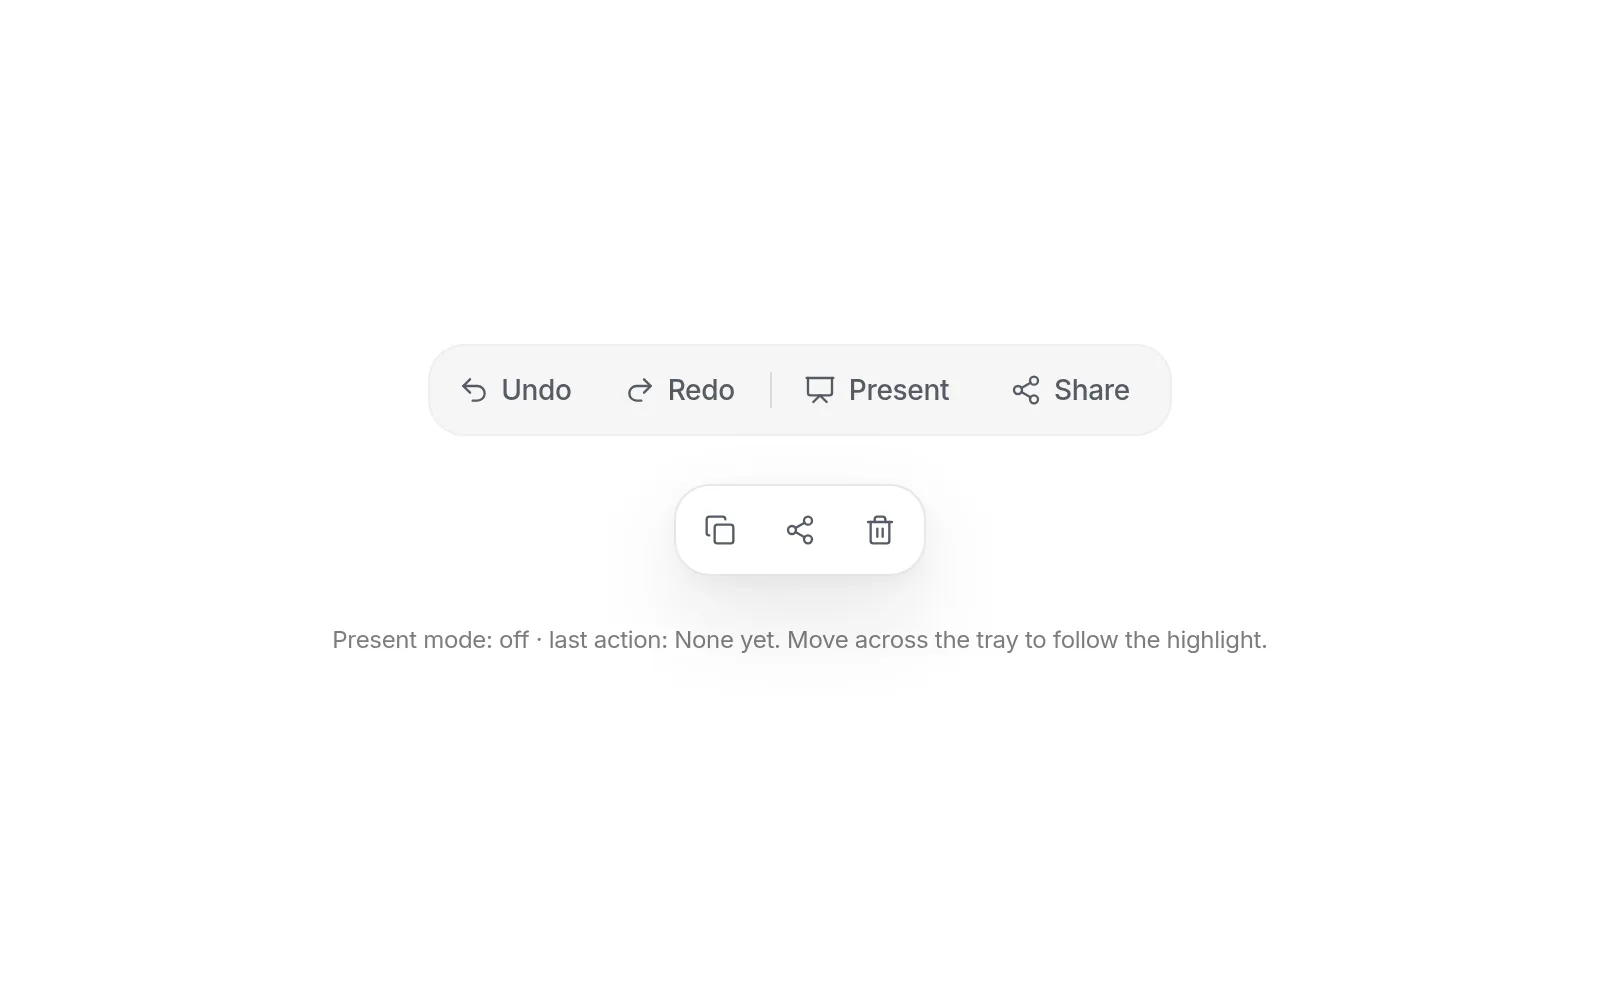 Undo Redo Present Share
Present mode: off · last action: None yet. Move across the tray to follow the highlight.